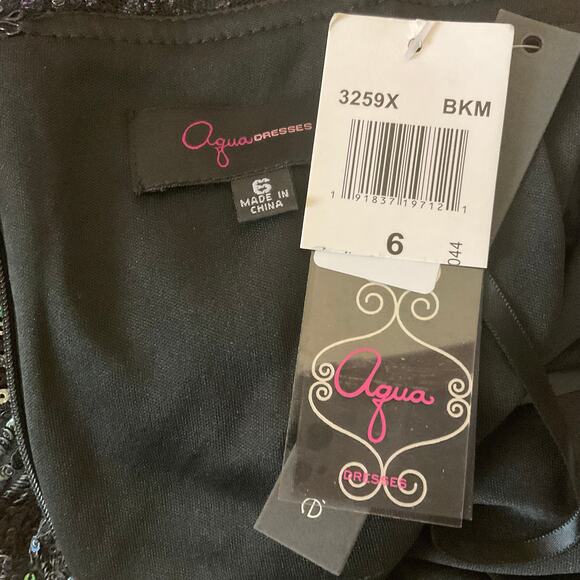 Aqua DRESSES
6
MADE IN
CHINA
3259X BKM
1 91837 19712 1
6
044
Aqua
DRESSES